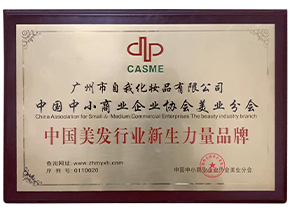 CASME
广州市自我化妆品有限公司
中国中小商业企业协会美业分会
China Association for Small & Medium Commercial Enterprises The beauty industry branch
中国美发行业新生力量品牌
查询网址: www.zhmyxh.com
序列号: 0110020
中国中小商业企业协会美业分会